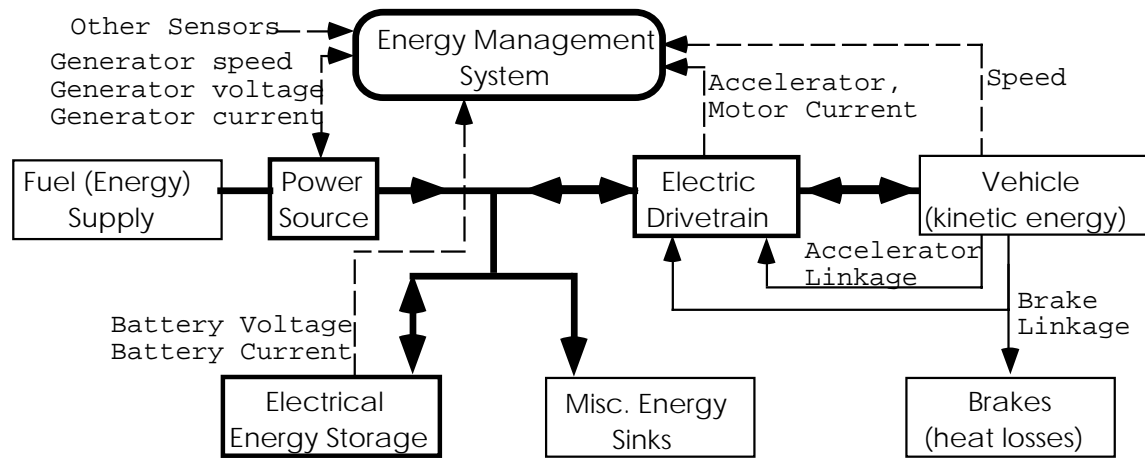 Other Sensors
Energy Management
System
Generator speed
Generator voltage
Generator current
Accelerator,
Motor Current
Speed
Fuel (Energy)
Supply
Power
Source
Electric
Drivetrain
Vehicle
(kinetic energy)
Accelerator
Linkage
Brake
Linkage
Battery Voltage
Battery Current
Electrical
Energy Storage
Misc. Energy
Sinks
Brakes
(heat losses)